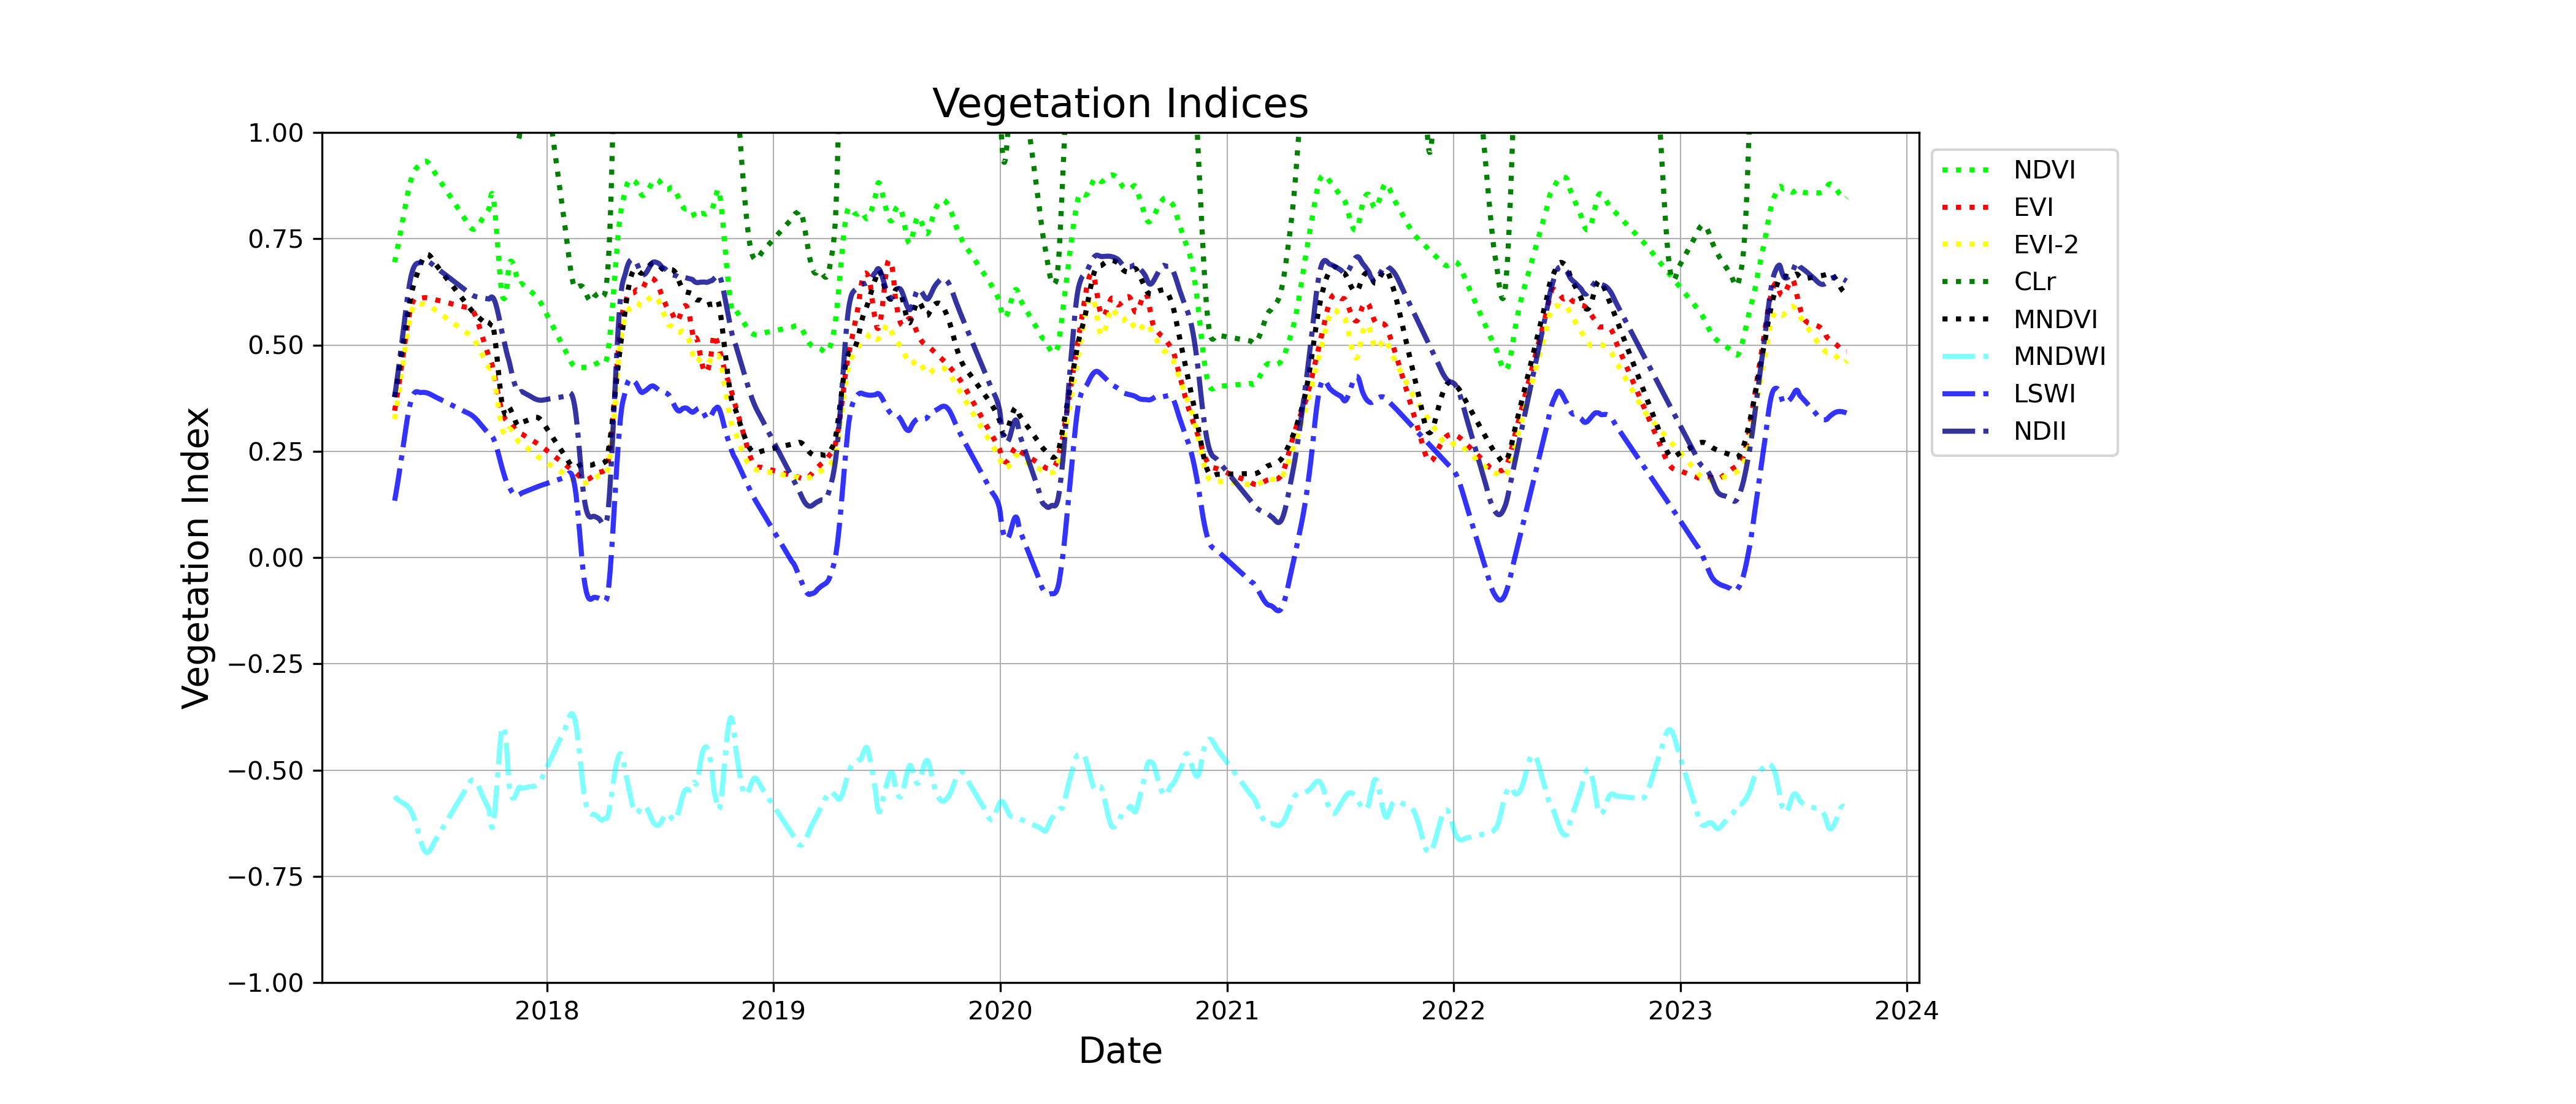 Vegetation Indices
1.00
0.75
0.50
0.25
0.00
−0.25
−0.50
−0.75
−1.00
Vegetation Index
2018 2019 2020 2021 2022 2023 2024
Date
NDVI
EVI
EVI-2
CLr
MNDVI
MNDWI
LSWI
NDII